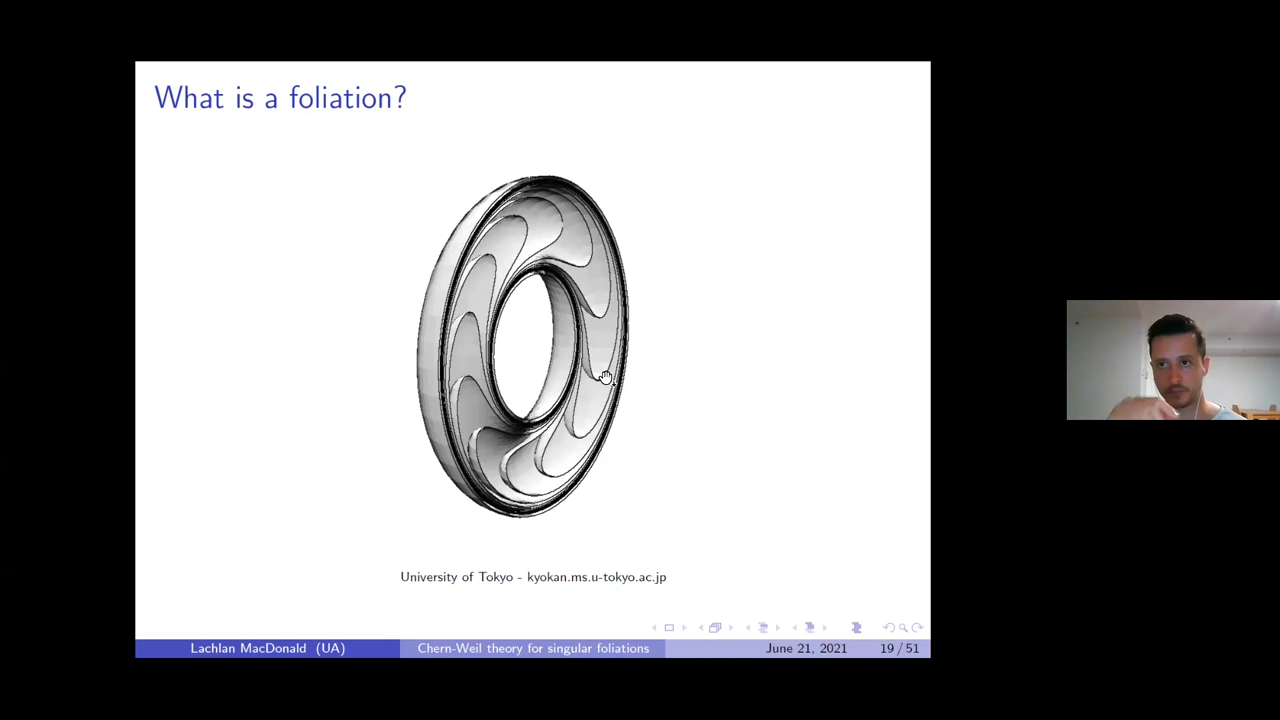 What is a foliation?
University of Tokyo - kyokan.ms.u-tokyo.ac.jp
Lachlan MacDonald (UA)
Chern-Weil theory for singular foliations
June 21, 2021
19 / 51